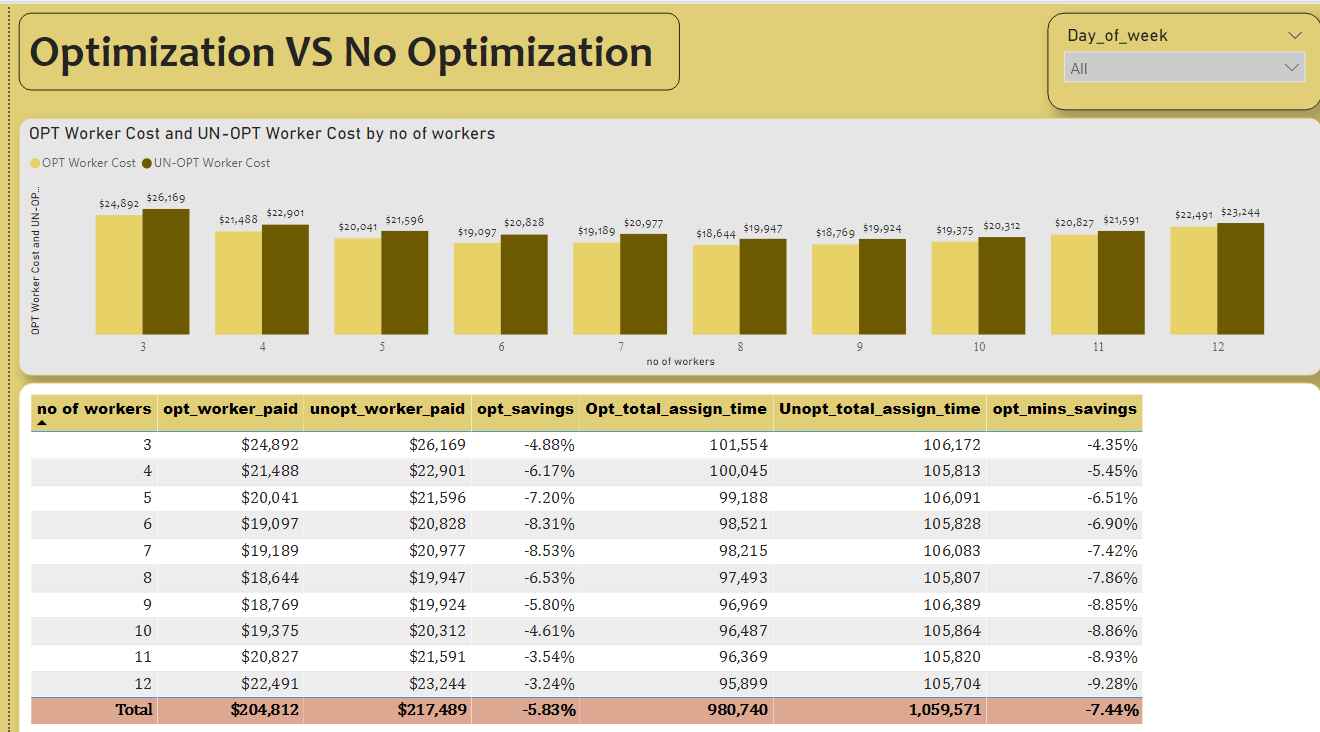 Optimization VS No Optimization
Day_of_week
All
OPT Worker Cost and UN-OPT Worker Cost by no of workers
OPT Worker Cost UN-OPT Worker Cost
OPT Worker Cost and UN-OP...
$24,892 $26,169 $21,488 $22,901 $20,041 $21,596 $19,097 $20,828 $19,189 $20,977 $18,644 $19,947 $18,769 $19,924 $19,375 $20,312 $20,827 $21,591 $22,491 $23,244
3 4 5 6 7 8 9 10 11 12
no of workers
no of workers opt_worker_paid unopt_worker_paid opt_savings Opt_total_assign_time Unopt_total_assign_time opt_mins_savings
3 $24,892 $26,169 -4.88% 101,554 106,172 -4.35%
4 $21,488 $22,901 -6.17% 100,045 105,813 -5.45%
5 $20,041 $21,596 -7.20% 99,188 106,091 -6.51%
6 $19,097 $20,828 -8.31% 98,521 105,828 -6.90%
7 $19,189 $20,977 -8.53% 98,215 106,083 -7.42%
8 $18,644 $19,947 -6.53% 97,493 105,807 -7.86%
9 $18,769 $19,924 -5.80% 96,969 106,389 -8.85%
10 $19,375 $20,312 -4.61% 96,487 105,864 -8.86%
11 $20,827 $21,591 -3.54% 96,369 105,820 -8.93%
12 $22,491 $23,244 -3.24% 95,899 105,704 -9.28%
Total $204,812 $217,489 -5.83% 980,740 1,059,571 -7.44%